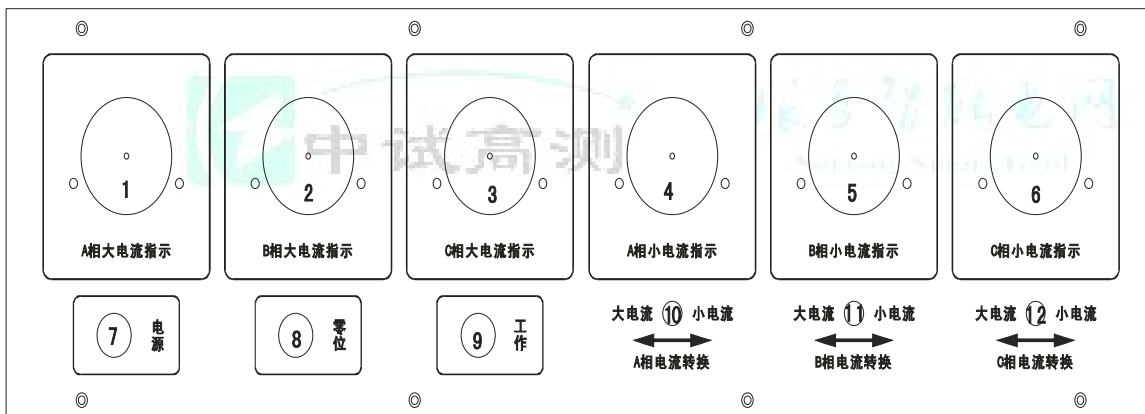 中试高测
1
2
3
4
5
6
A相大电流指示
B相大电流指示
C相大电流指示
A相小电流指示
B相小电流指示
C相小电流指示
7 电源
8 零位
9 工作
大电流 10 小电流
A相电流转换
大电流 11 小电流
B相电流转换
大电流 12 小电流
C相电流转换